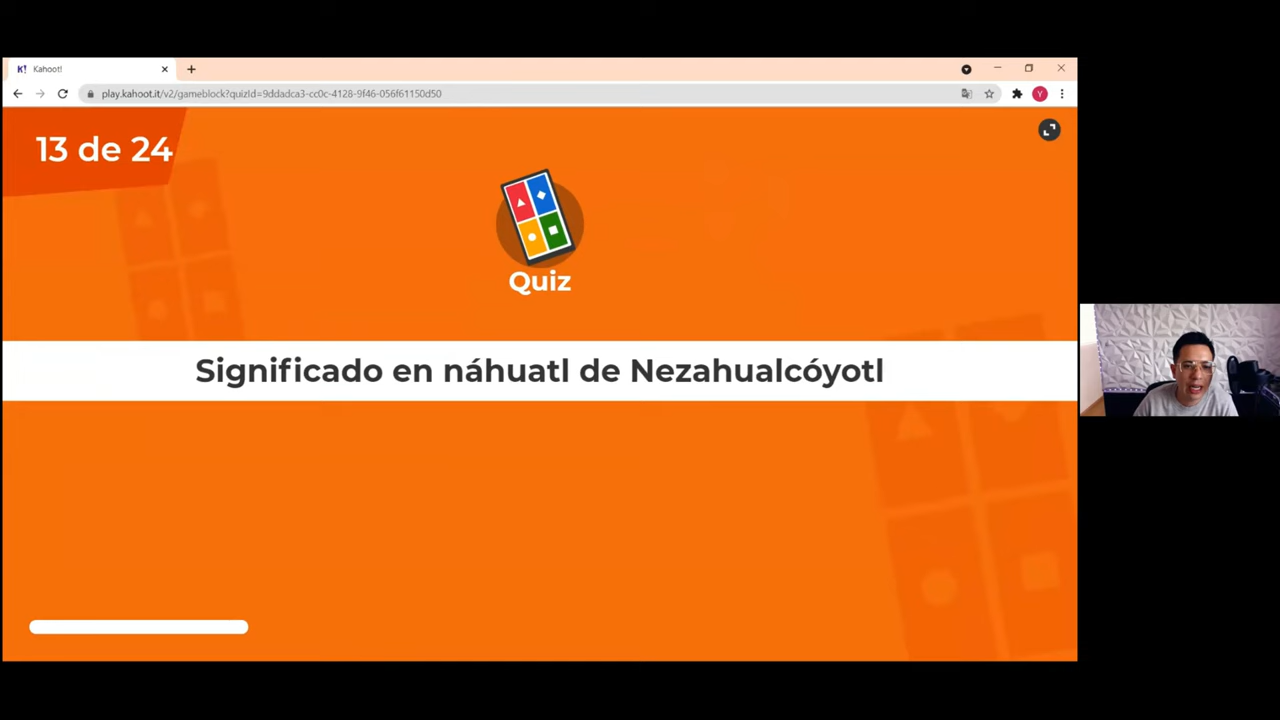 K! Kahoot!
play.kahoot.it/v2/gameblock?quizId=9ddadca3-cc0c-4128-9f46-056f61150d50
Y
13 de 24
Quiz
Significado en náhuatl de Nezahualcóyotl